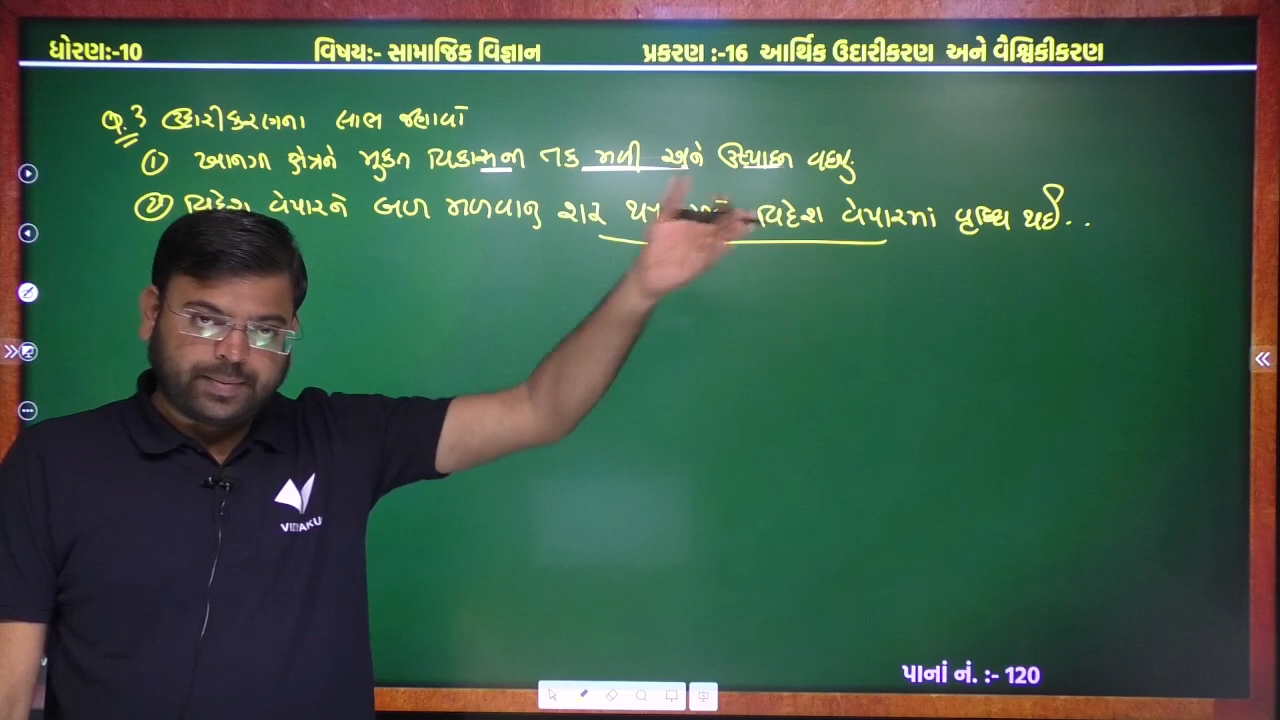 ધોરણઃ-10 વિષયઃ- સામાજિક વિજ્ઞાન પ્રકરણ :-16 આર્થિક ઉદારીકરણ અને વૈશ્વિકીકરણ
Q.3 ઉદારીકરણના લાભ જણાવો
① ખાનગી ક્ષેત્રને મુક્ત વિકાસની તક મળી અને ઉત્પાદન વધ્યું
② વિદેશ વેપારને બળ મળવાનુ શરૂ વિદેશ વેપારમાં વૃધ્ધિ થઈ..
VIDYAKU
પાનાં નં. :- 120